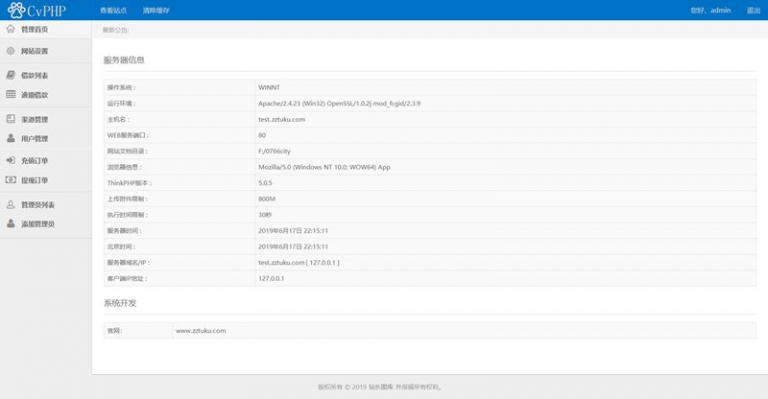 CvPHP 查看站点 清除缓存 您好，admin 退出
管理首页
网站设置
借款列表
逾期借款
渠道管理
用户管理
充值订单
提现订单
管理员列表
添加管理员
最新公告:
服务器信息
操作系统： WINNT
运行环境： Apache/2.4.23 (Win32) OpenSSL/1.0.2j mod_fcgid/2.3.9
主机名： test.zztuku.com
WEB服务端口： 80
网站文档目录： F:/0766city
浏览器信息： Mozilla/5.0 (Windows NT 10.0; WOW64) App
ThinkPHP版本： 5.0.5
上传附件限制： 800M
执行时间限制： 30秒
服务器时间： 2019年6月17日 22:15:11
北京时间： 2019年6月17日 22:15:11
服务器域名/IP： test.zztuku.com [ 127.0.0.1 ]
客户端IP地址： 127.0.0.1
系统开发
官网： www.zztuku.com
版权所有 © 2019 站长图库 并保留所有权利。